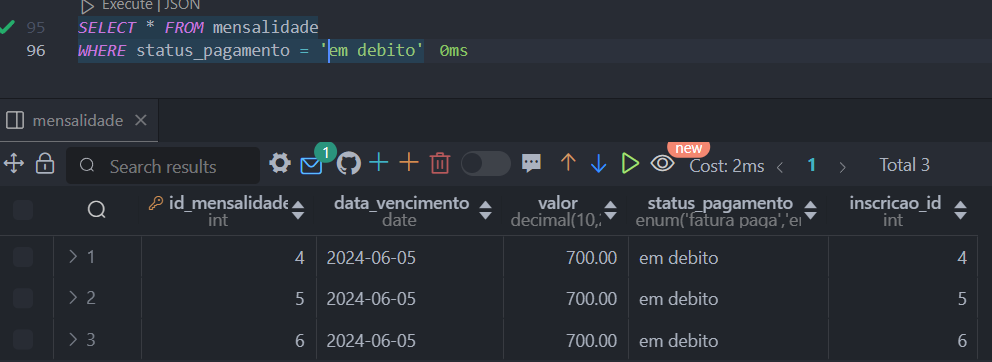 Execute | JSON
95 SELECT * FROM mensalidade
96 WHERE status_pagamento = 'em debito' 0ms
mensalidade
Search results 1 new Cost: 2ms 1 Total 3
id_mensalidade data_vencimento valor status_pagamento inscricao_id
int date decimal(10, enum('fatura paga','e int
1 4 2024-06-05 700.00 em debito 4
2 5 2024-06-05 700.00 em debito 5
3 6 2024-06-05 700.00 em debito 6